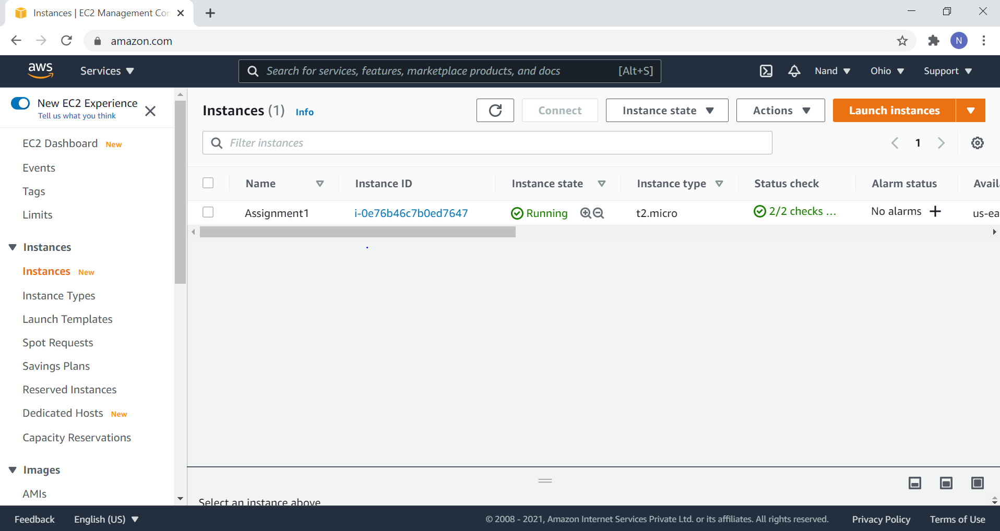 Instances | EC2 Management Co
amazon.com
N
aws
Services
Search for services, features, marketplace products, and docs [Alt+S]
Nand
Ohio
Support
New EC2 Experience
Tell us what you think
EC2 Dashboard New
Events
Tags
Limits
Instances
Instances New
Instance Types
Launch Templates
Spot Requests
Savings Plans
Reserved Instances
Dedicated Hosts New
Capacity Reservations
Images
AMIs
Instances (1) Info
Connect
Instance state
Actions
Launch instances
Filter instances
1
Name Instance ID Instance state Instance type Status check Alarm status Avail
Assignment1 i-0e76b46c7b0ed7647 Running t2.micro 2/2 checks ... No alarms + us-ea
Select an instance above
Feedback English (US) © 2008 - 2021, Amazon Internet Services Private Ltd. or its affiliates. All rights reserved. Privacy Policy Terms of Use